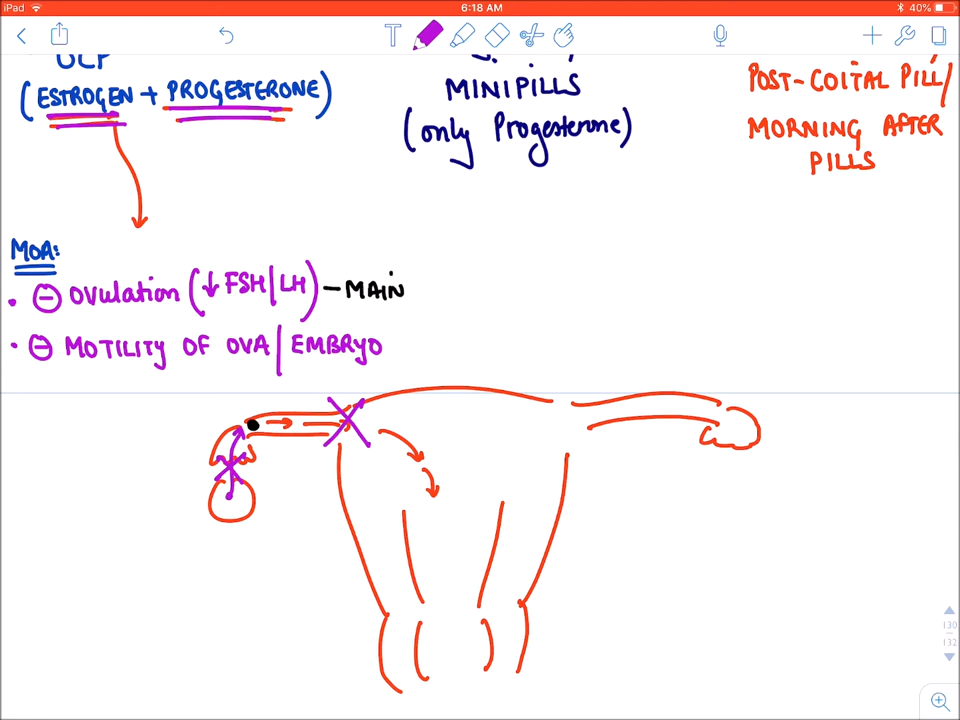 iPad
6:18 AM
40%
T
(ESTROGEN + PROGESTERONE)
MINIPILLS
(only Progesterone)
POST-COITAL PILL/
MORNING AFTER
PILLS
MOA:
• ⊖ Ovulation (↓ FSH/LH) – MAIN
• ⊖ MOTILITY OF OVA/EMBRYO
130
132